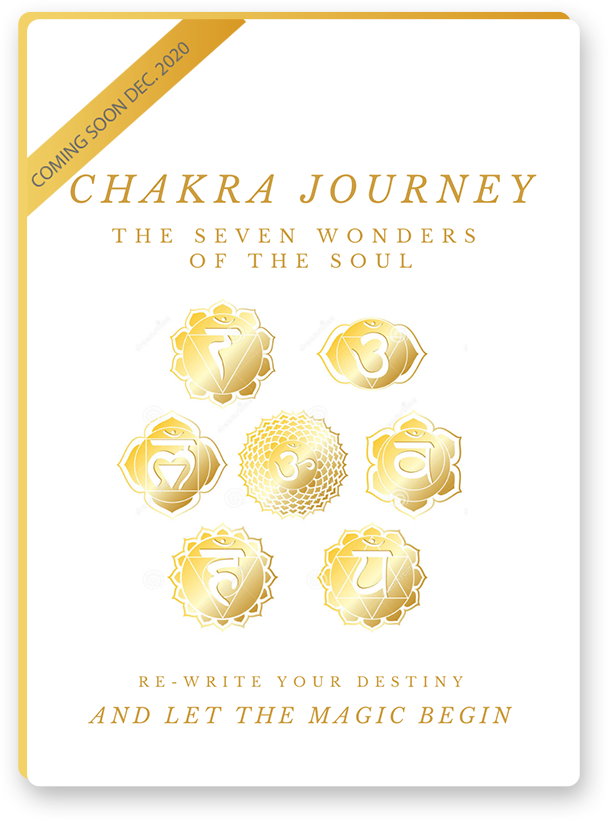 COMING SOON DEC. 2020
CHAKRA JOURNEY
THE SEVEN WONDERS
OF THE SOUL
रं
ॐ
लं
ॐ
वं
हं
यं
RE-WRITE YOUR DESTINY
AND LET THE MAGIC BEGIN